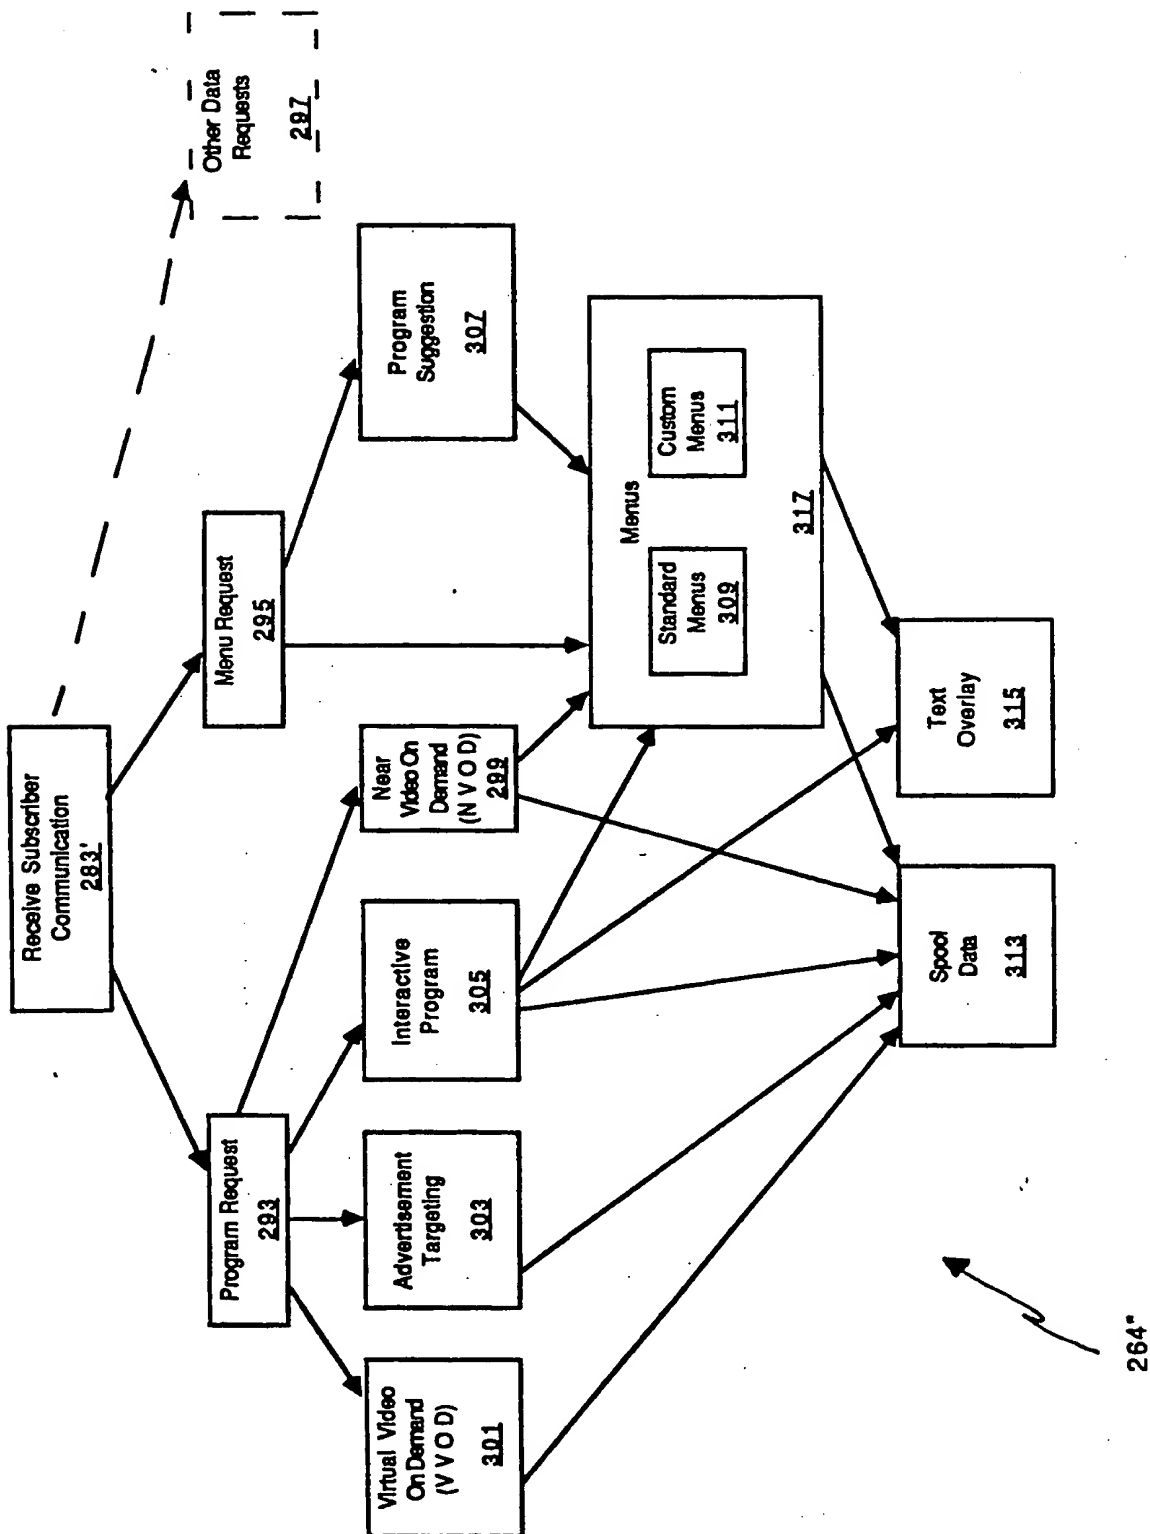 Receive Subscriber
Communication
283'
Other Data
Requests
297
Program Request
293
Menu Request
295
Virtual Video
On Demand
(V V O D)
301
Advertisement
Targeting
303
Interactive
Program
305
Near
Video On
Demand
(N V O D)
299
Program
Suggestion
307
Menus
Standard
Menus
309
Custom
Menus
311
317
Spool
Data
313
Text
Overlay
315
264"